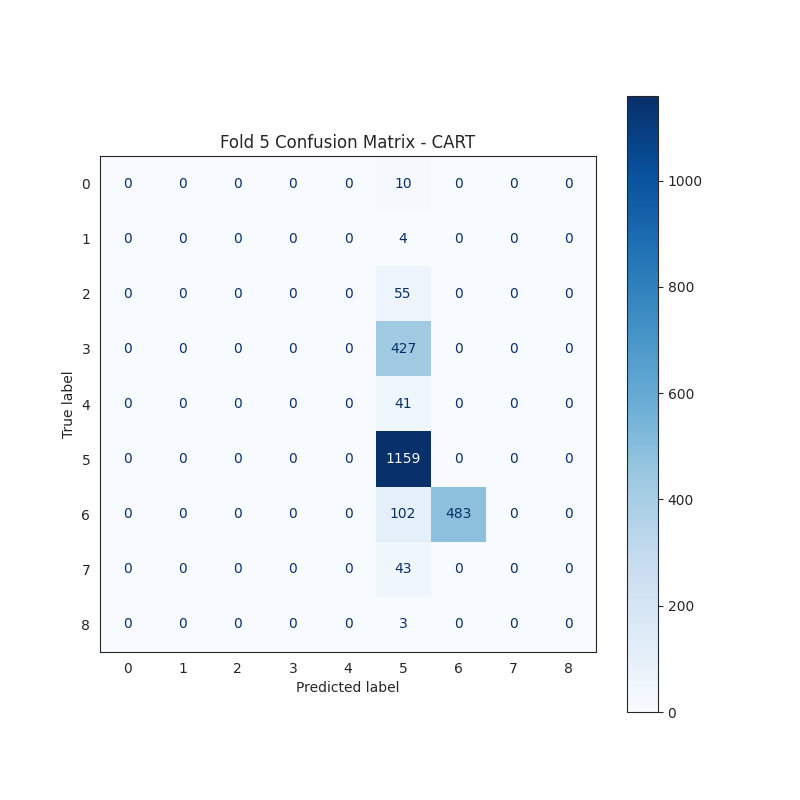 Fold 5 Confusion Matrix - CART
0 0 0 0 0 0 10 0 0 0
1 0 0 0 0 0 4 0 0 0
2 0 0 0 0 0 55 0 0 0
3 0 0 0 0 0 427 0 0 0
4 0 0 0 0 0 41 0 0 0
5 0 0 0 0 0 1159 0 0 0
6 0 0 0 0 0 102 483 0 0
7 0 0 0 0 0 43 0 0 0
8 0 0 0 0 0 3 0 0 0
0 1 2 3 4 5 6 7 8
Predicted label
True label
1000
800
600
400
200
0